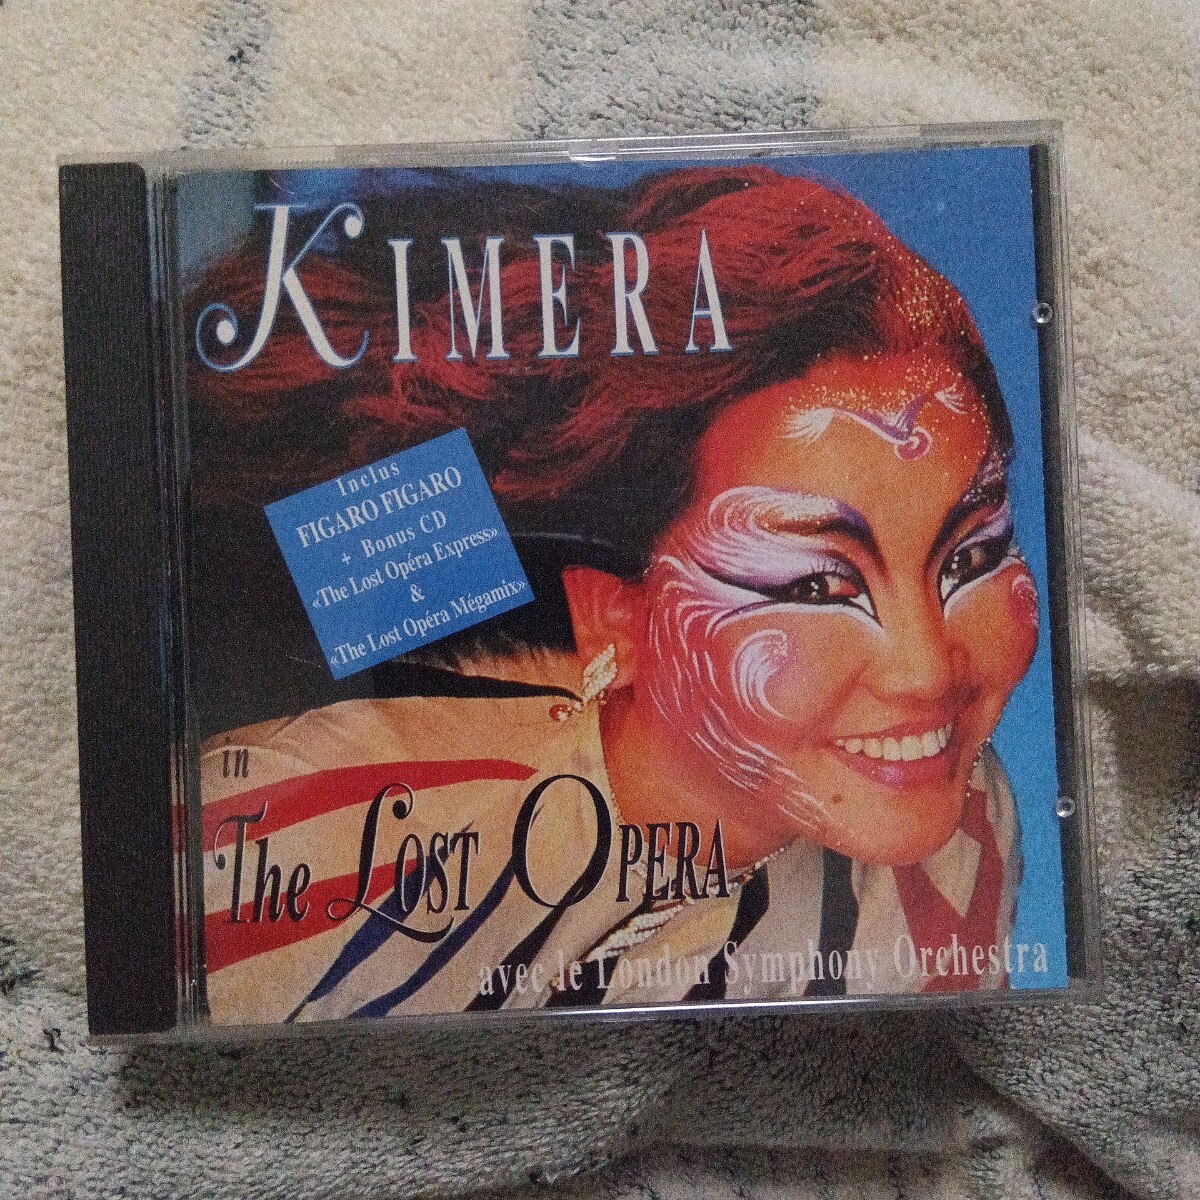 KIMERA
Inclus
FIGARO FIGARO
+ Bonus CD
«The Lost Opéra Express»
&
«The Lost Opéra Mégamix»
in
The LOST OPERA
avec le London Symphony Orchestra